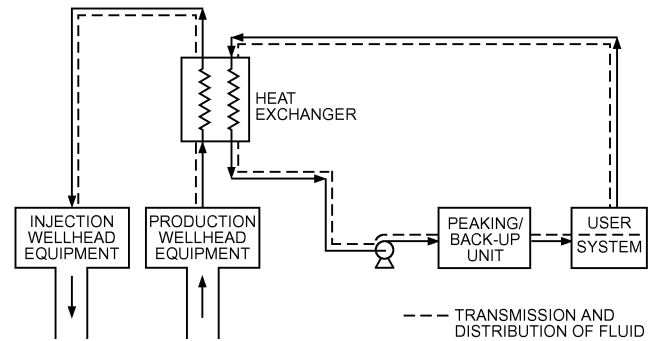 HEAT
EXCHANGER
INJECTION
WELLHEAD
EQUIPMENT
PRODUCTION
WELLHEAD
EQUIPMENT
PEAKING/
BACK-UP
UNIT
USER
SYSTEM
TRANSMISSION AND
DISTRIBUTION OF FLUID